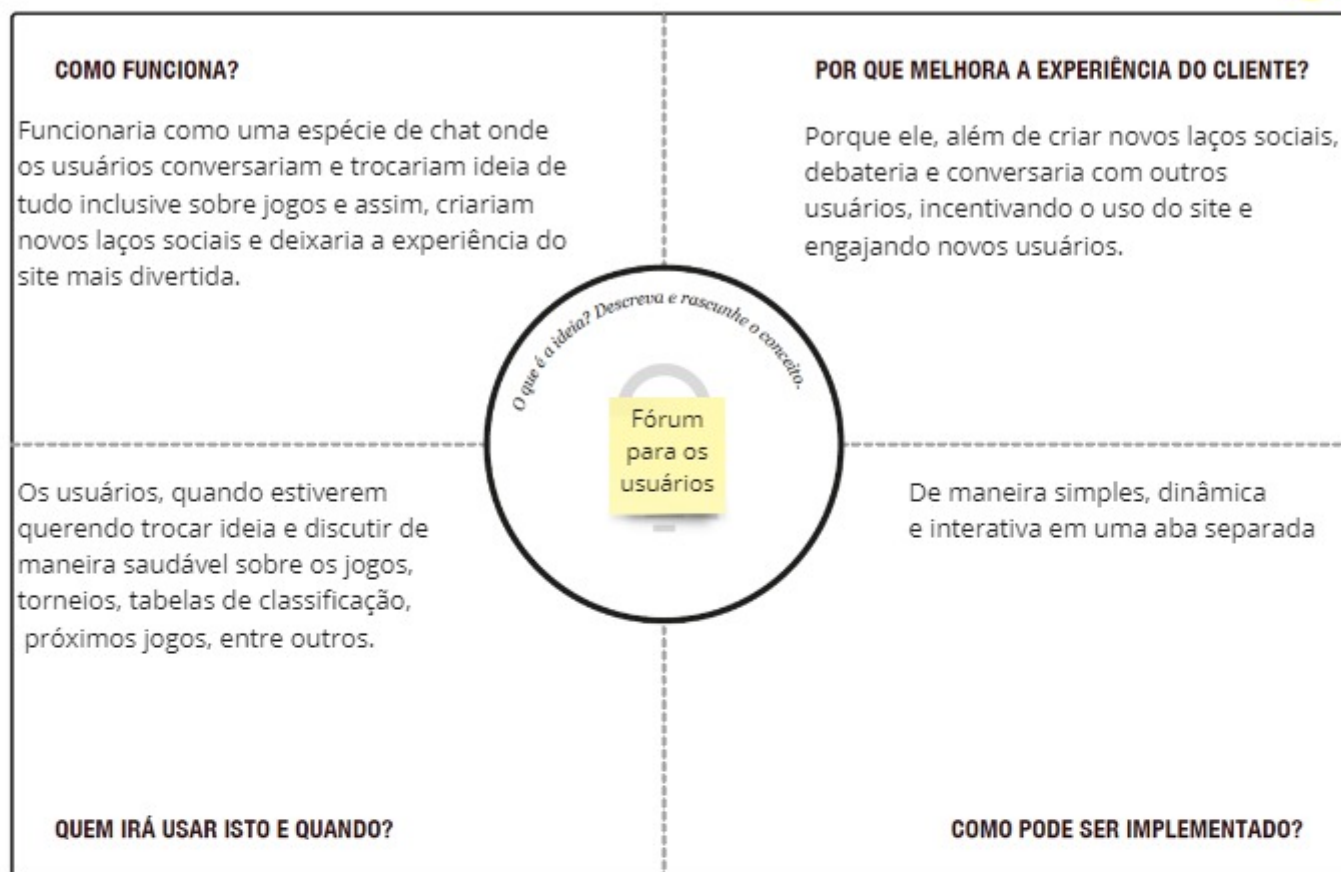 COMO FUNCIONA?
Funcionaria como uma espécie de chat onde
os usuários conversariam e trocariam ideia de
tudo inclusive sobre jogos e assim, criariam
novos laços sociais e deixaria a experiência do
site mais divertida.
POR QUE MELHORA A EXPERIÊNCIA DO CLIENTE?
Porque ele, além de criar novos laços sociais,
debateria e conversaria com outros
usuários, incentivando o uso do site e
engajando novos usuários.
O que é a ideia? Descreva e rascunhe o conceito.
Fórum
para os
usuários
Os usuários, quando estiverem
querendo trocar ideia e discutir de
maneira saudável sobre os jogos,
torneios, tabelas de classificação,
próximos jogos, entre outros.
QUEM IRÁ USAR ISTO E QUANDO?
De maneira simples, dinâmica
e interativa em uma aba separada
COMO PODE SER IMPLEMENTADO?